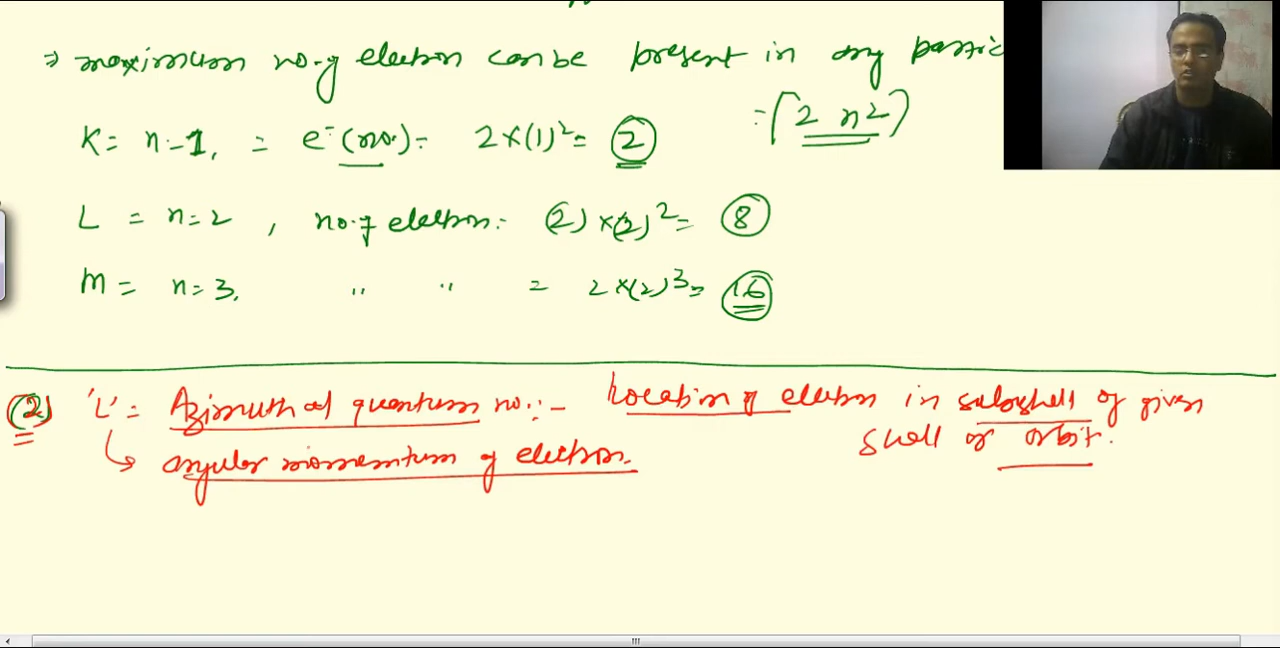 ⇒ maximum no. of electron can be present in any partic
= (2 n²)
K = n=1, = e⁻(no.) = 2×(1)² = 2
L = n=2, no. of electron = (2)×(2)² = 8
M = n=3. " " = 2×(2)³ = 16
(2) 'L' = Azimuthal quantum no :- Location of electron in subshell of given
shell or orbit.
↳ angular momentum of electron.